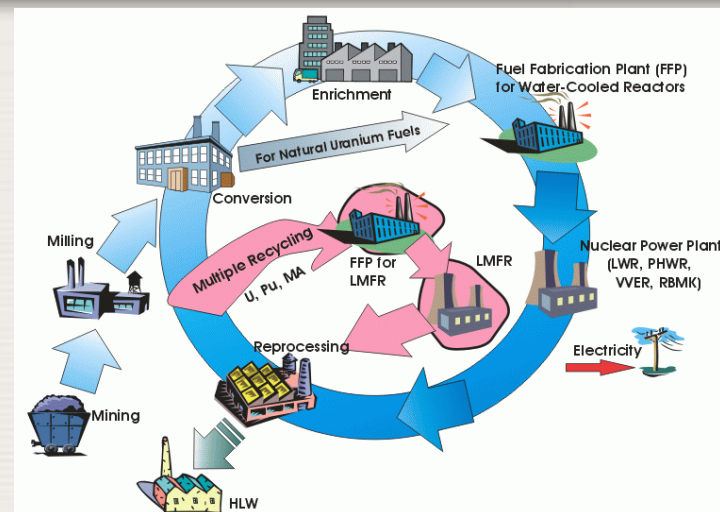 Enrichment
Fuel Fabrication Plant (FFP)
for Water-Cooled Reactors
For Natural Uranium Fuels
Conversion
Milling
Multiple Recycling
U, Pu, MA
FFP for
LMFR
LMFR
Nuclear Power Plant
(LWR, PHWR,
VVER, RBMK)
Reprocessing
Electricity
Mining
HLW